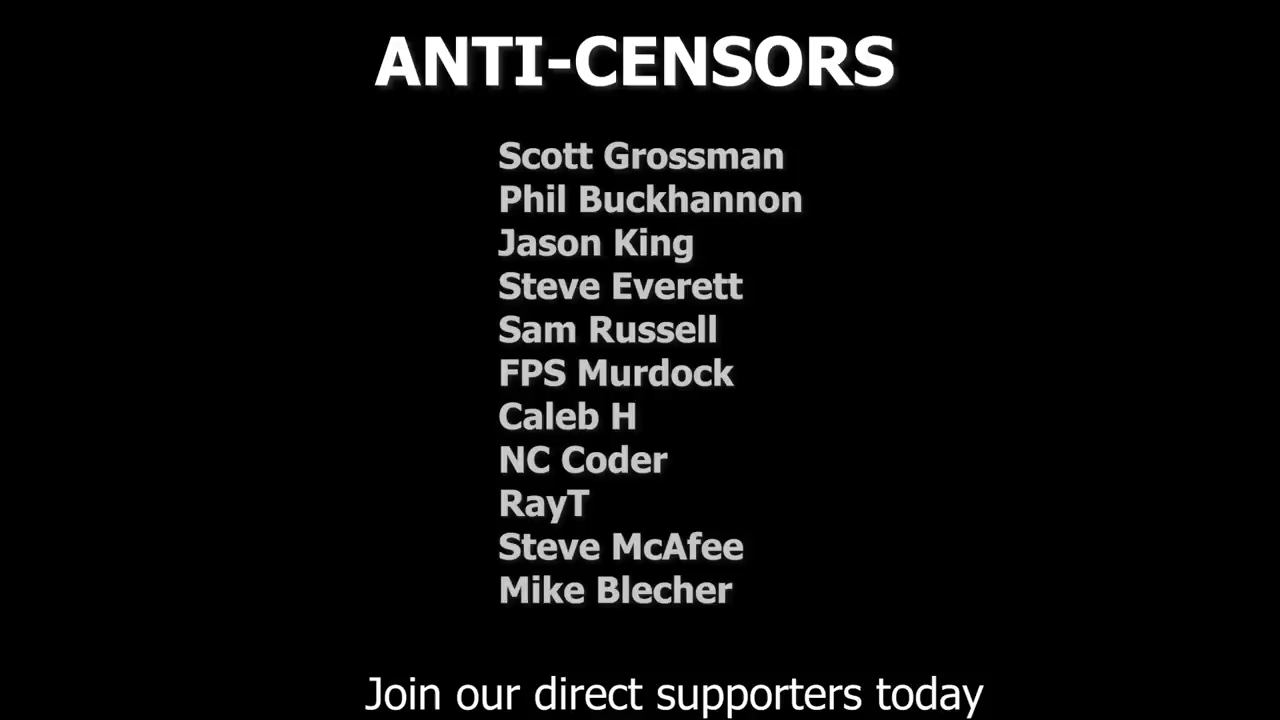 ANTI-CENSORS
Scott Grossman
Phil Buckhannon
Jason King
Steve Everett
Sam Russell
FPS Murdock
Caleb H
NC Coder
RayT
Steve McAfee
Mike Blecher
Join our direct supporters today